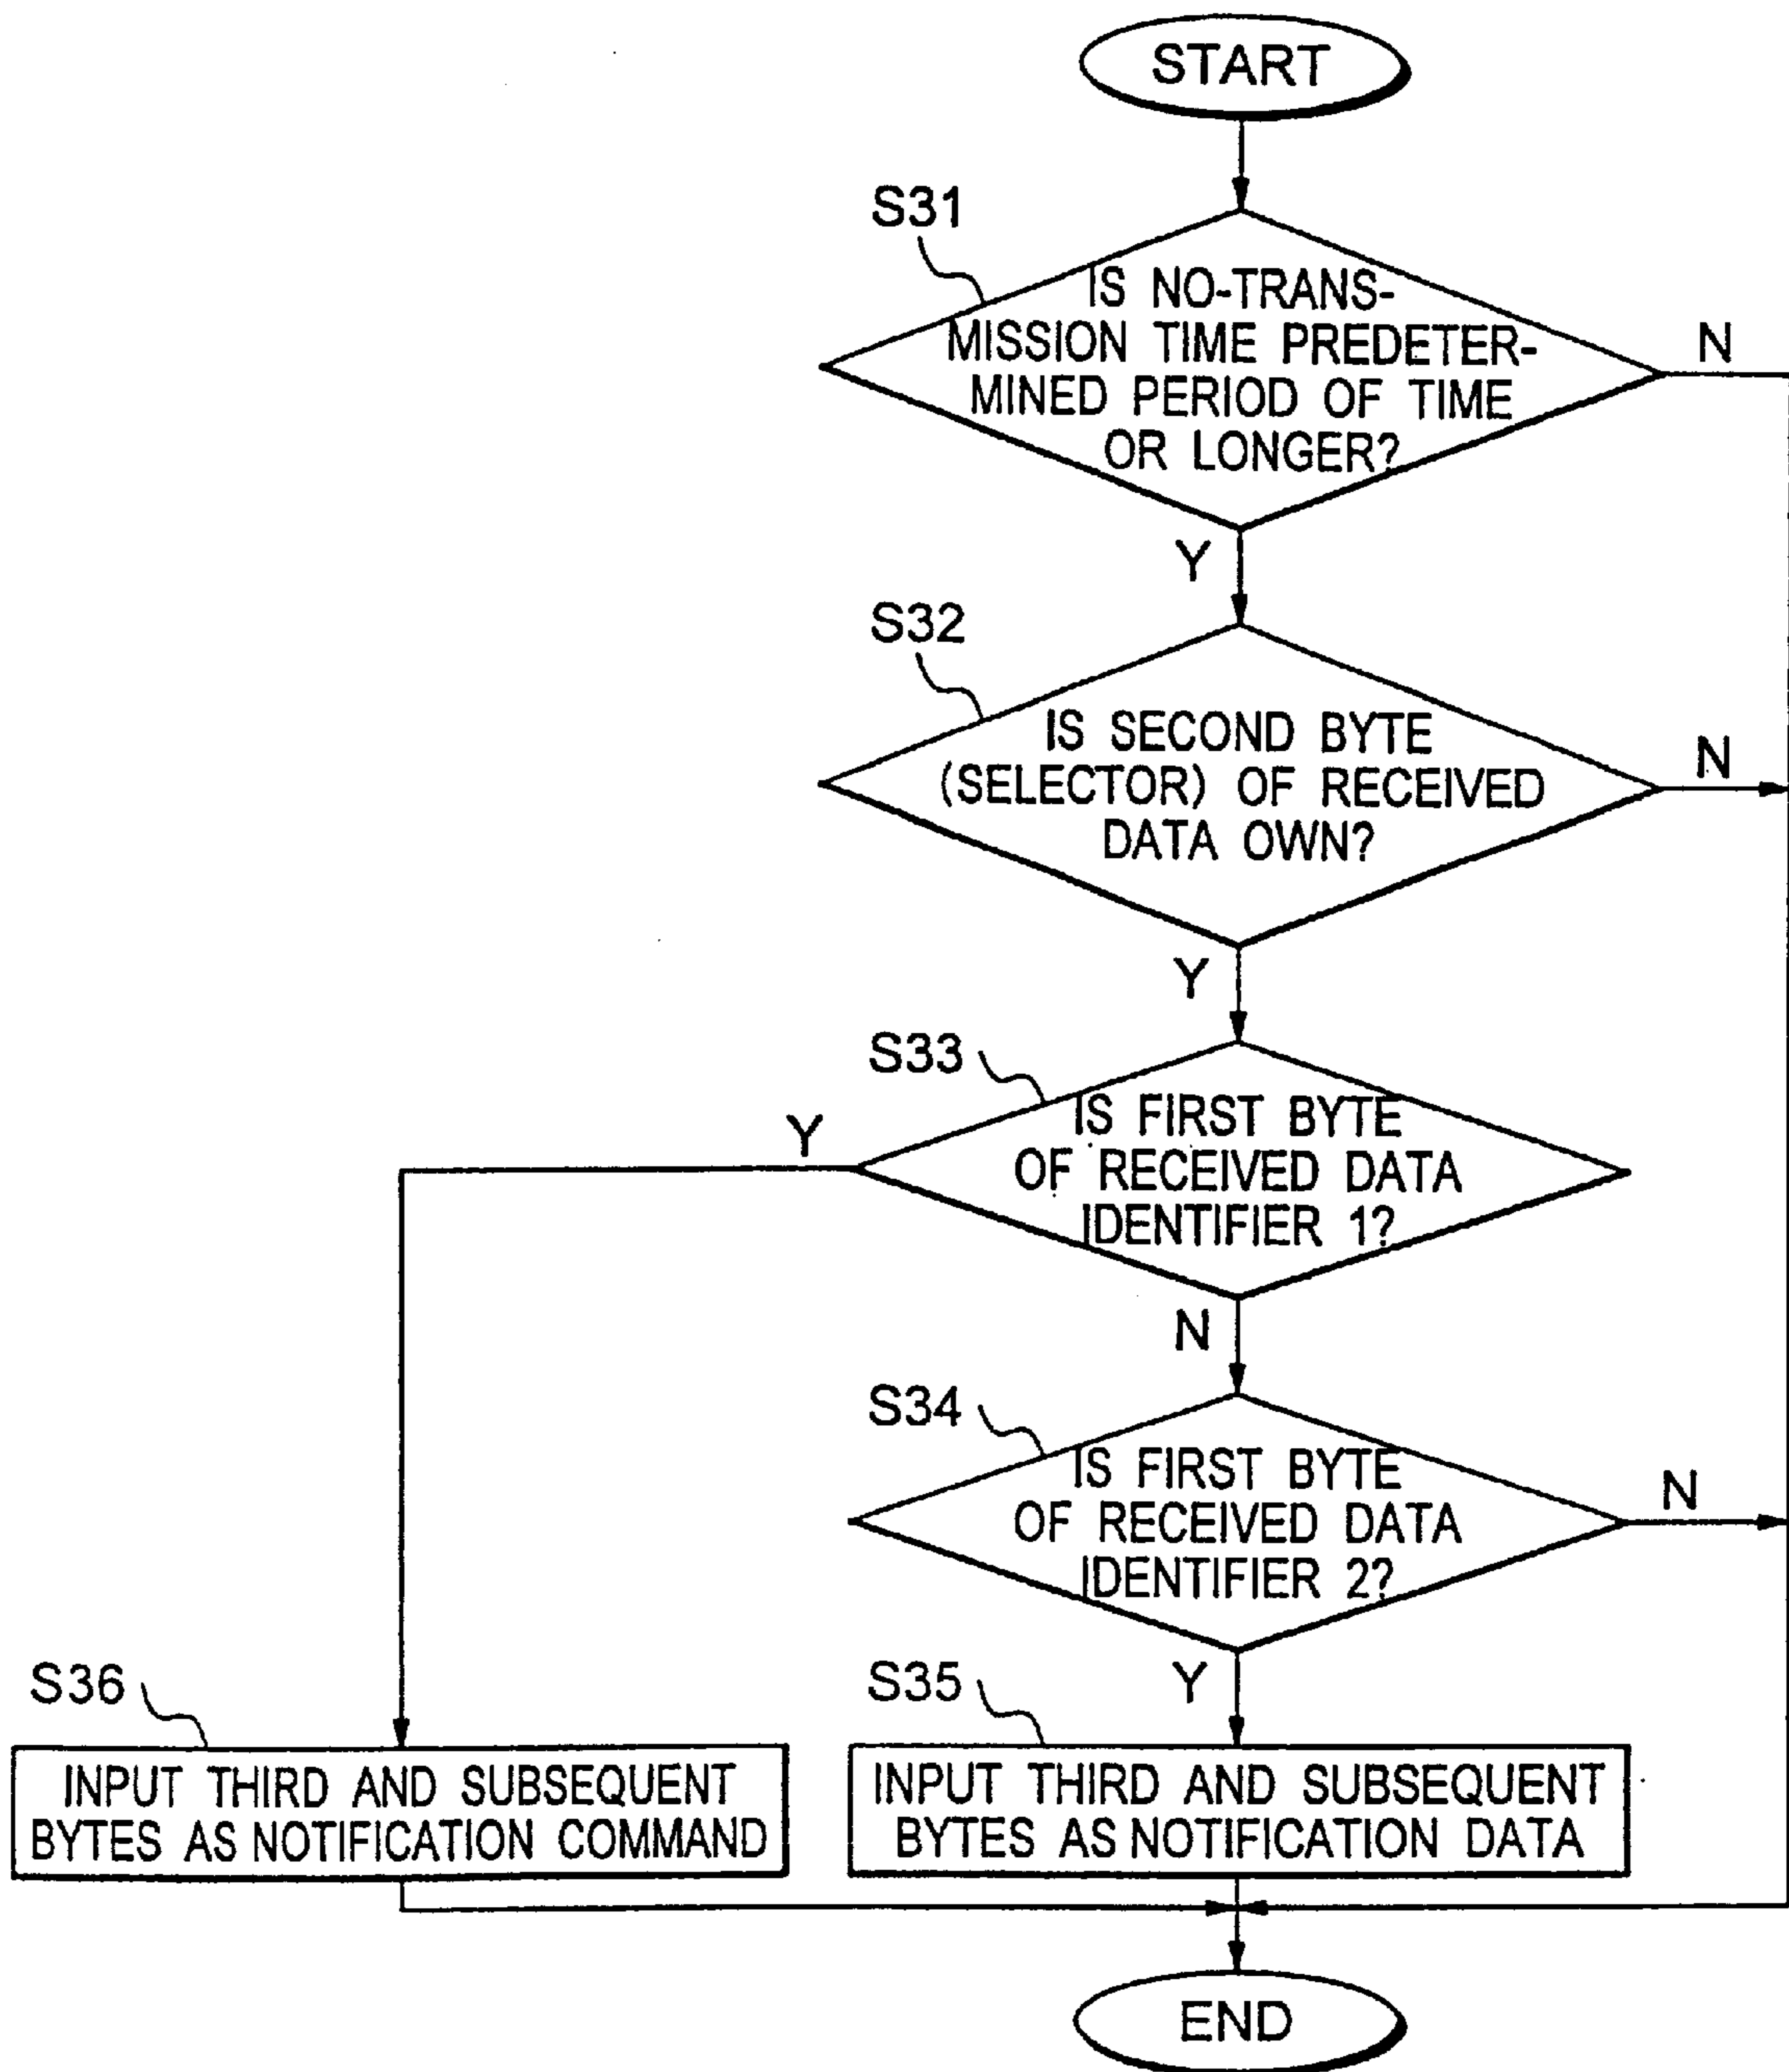 START
S31
IS NO-TRANS-
MISSION TIME PREDETER-
MINED PERIOD OF TIME
OR LONGER?
N
Y
S32
IS SECOND BYTE
(SELECTOR) OF RECEIVED
DATA OWN?
N
Y
S33
Y
IS FIRST BYTE
OF RECEIVED DATA
IDENTIFIER 1?
N
S34
IS FIRST BYTE
OF RECEIVED DATA
IDENTIFIER 2?
N
Y
S36
INPUT THIRD AND SUBSEQUENT
BYTES AS NOTIFICATION COMMAND
S35
INPUT THIRD AND SUBSEQUENT
BYTES AS NOTIFICATION DATA
END